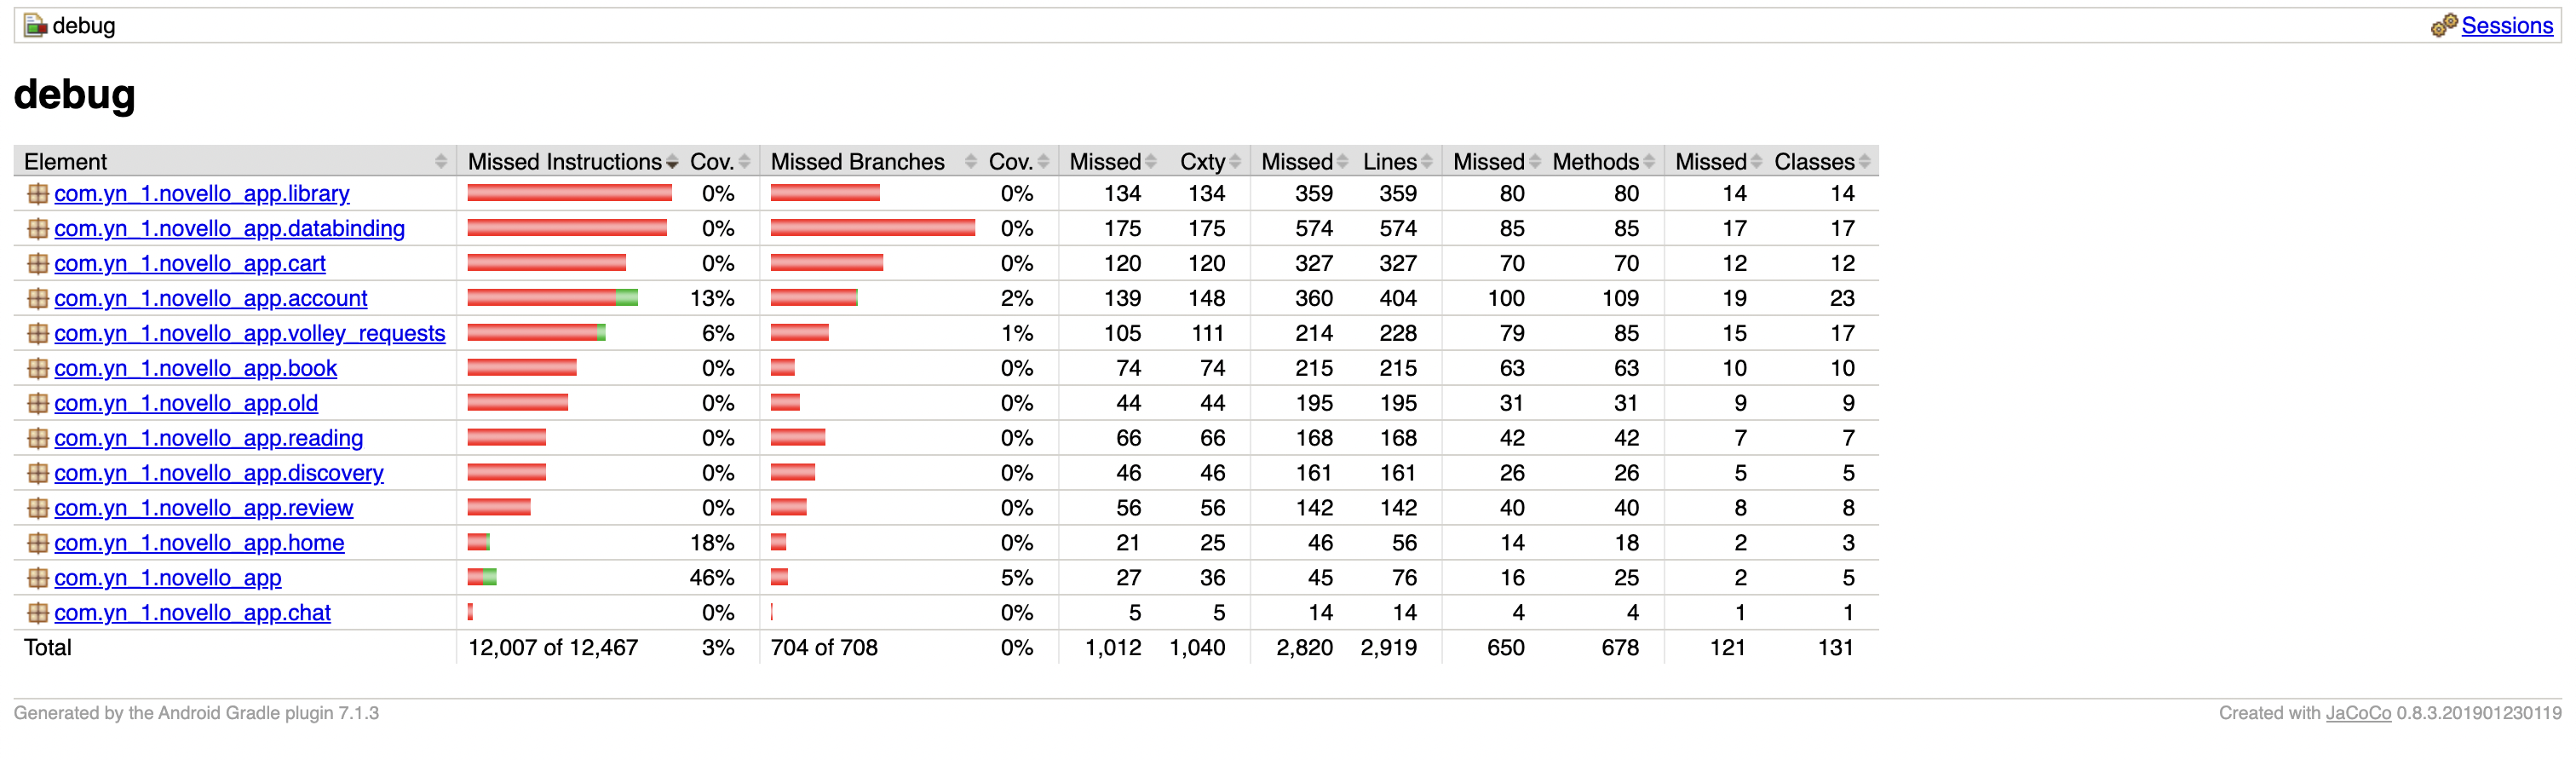 debug Sessions
debug
Element Missed Instructions Cov. Missed Branches Cov. Missed Cxty Missed Lines Missed Methods Missed Classes
com.yn_1.novello_app.library 0% 0% 134 134 359 359 80 80 14 14
com.yn_1.novello_app.databinding 0% 0% 175 175 574 574 85 85 17 17
com.yn_1.novello_app.cart 0% 0% 120 120 327 327 70 70 12 12
com.yn_1.novello_app.account 13% 2% 139 148 360 404 100 109 19 23
com.yn_1.novello_app.volley_requests 6% 1% 105 111 214 228 79 85 15 17
com.yn_1.novello_app.book 0% 0% 74 74 215 215 63 63 10 10
com.yn_1.novello_app.old 0% 0% 44 44 195 195 31 31 9 9
com.yn_1.novello_app.reading 0% 0% 66 66 168 168 42 42 7 7
com.yn_1.novello_app.discovery 0% 0% 46 46 161 161 26 26 5 5
com.yn_1.novello_app.review 0% 0% 56 56 142 142 40 40 8 8
com.yn_1.novello_app.home 18% 0% 21 25 46 56 14 18 2 3
com.yn_1.novello_app 46% 5% 27 36 45 76 16 25 2 5
com.yn_1.novello_app.chat 0% 0% 5 5 14 14 4 4 1 1
Total 12,007 of 12,467 3% 704 of 708 0% 1,012 1,040 2,820 2,919 650 678 121 131
Generated by the Android Gradle plugin 7.1.3 Created with JaCoCo 0.8.3.201901230119